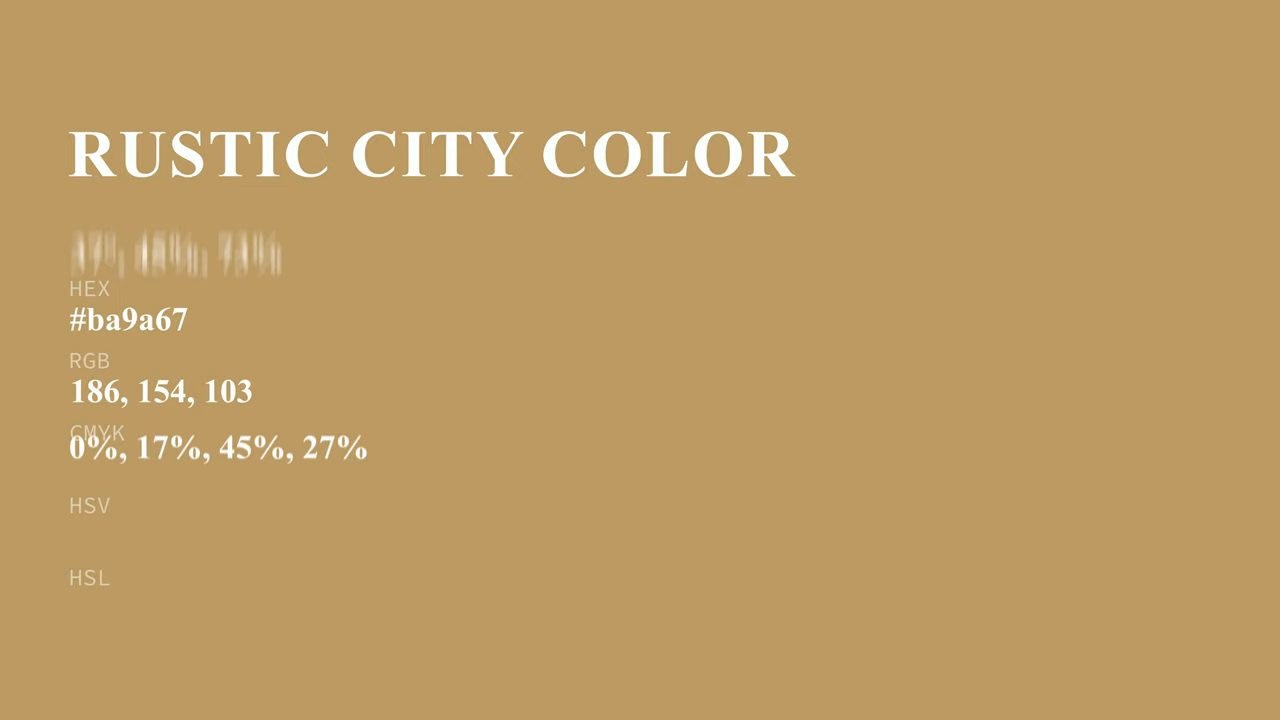 RUSTIC CITY COLOR
HEX
#ba9a67
RGB
186, 154, 103
CMYK
0%, 17%, 45%, 27%
HSV
HSL